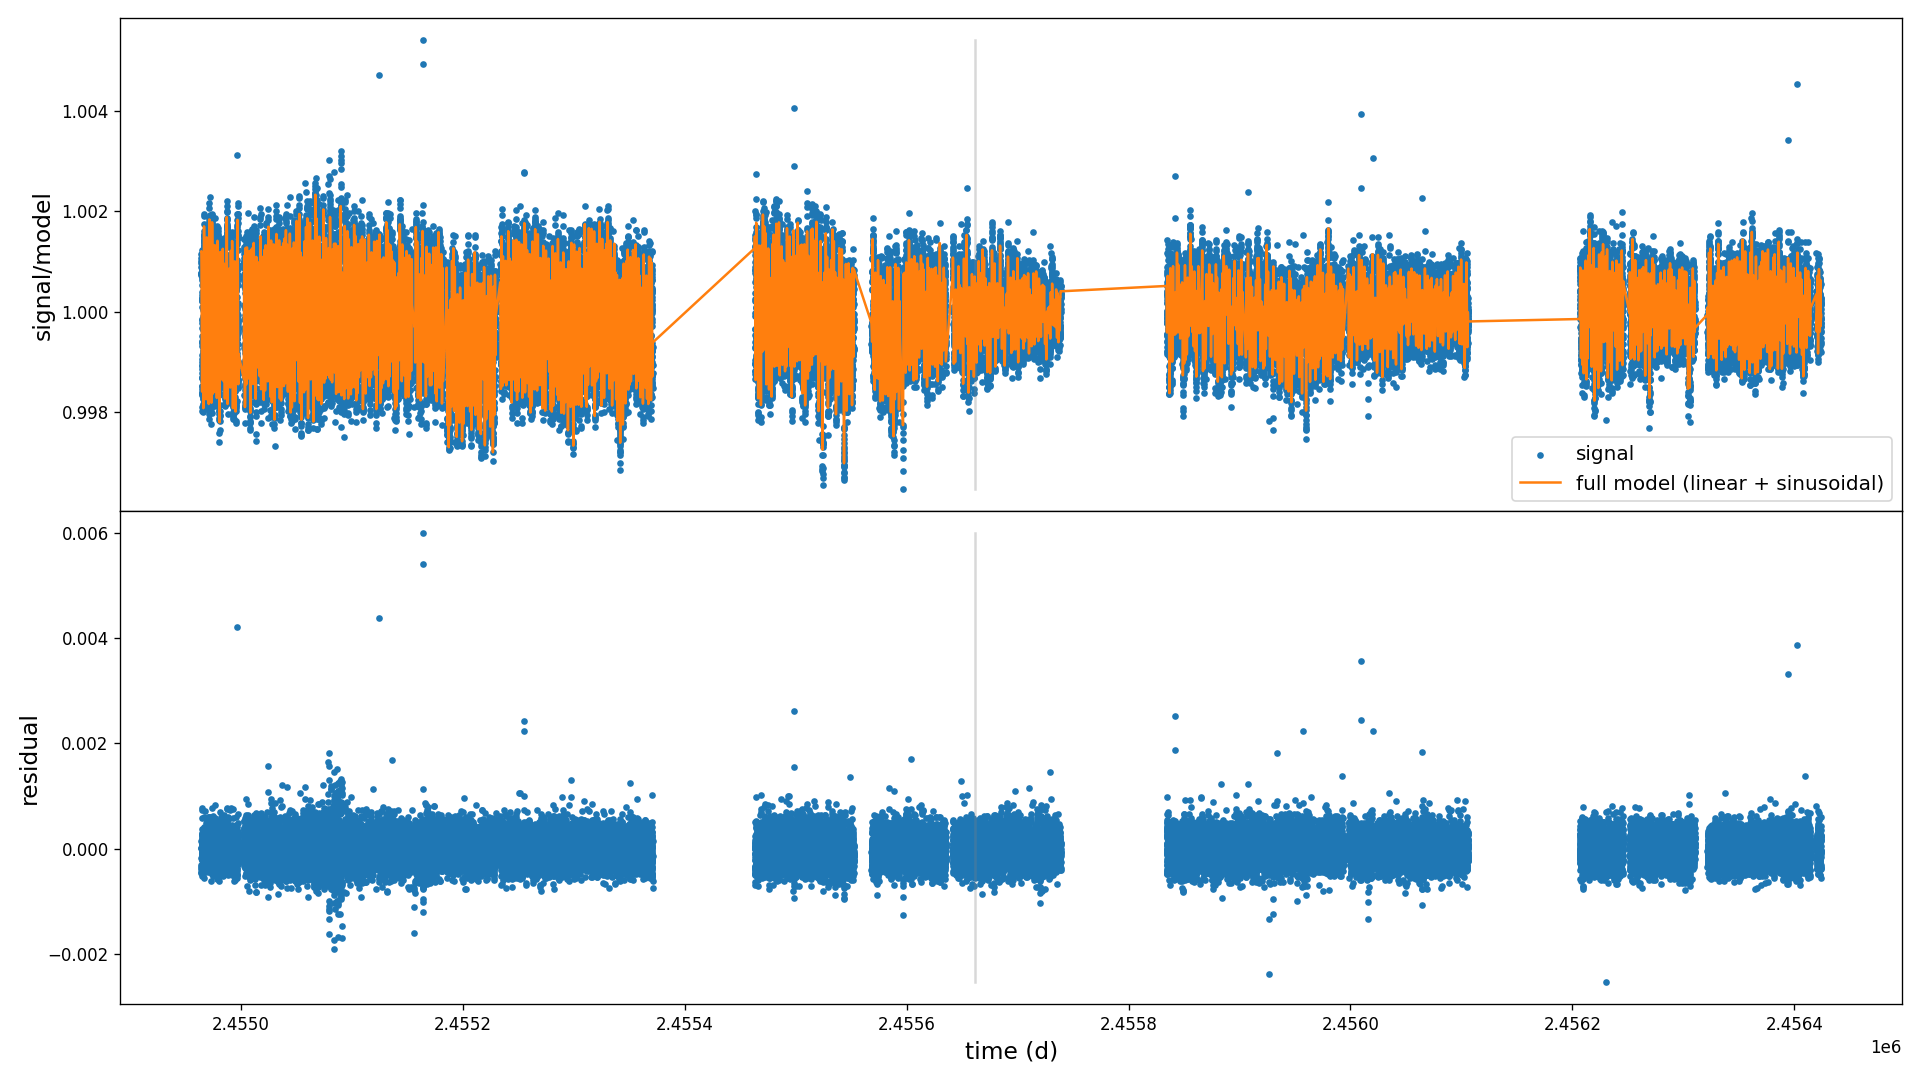 signal/model
1.004
1.002
1.000
0.998
signal
full model (linear + sinusoidal)
residual
0.006
0.004
0.002
0.000
−0.002
2.4550
2.4552
2.4554
2.4556
2.4558
2.4560
2.4562
2.4564
time (d)
1e6